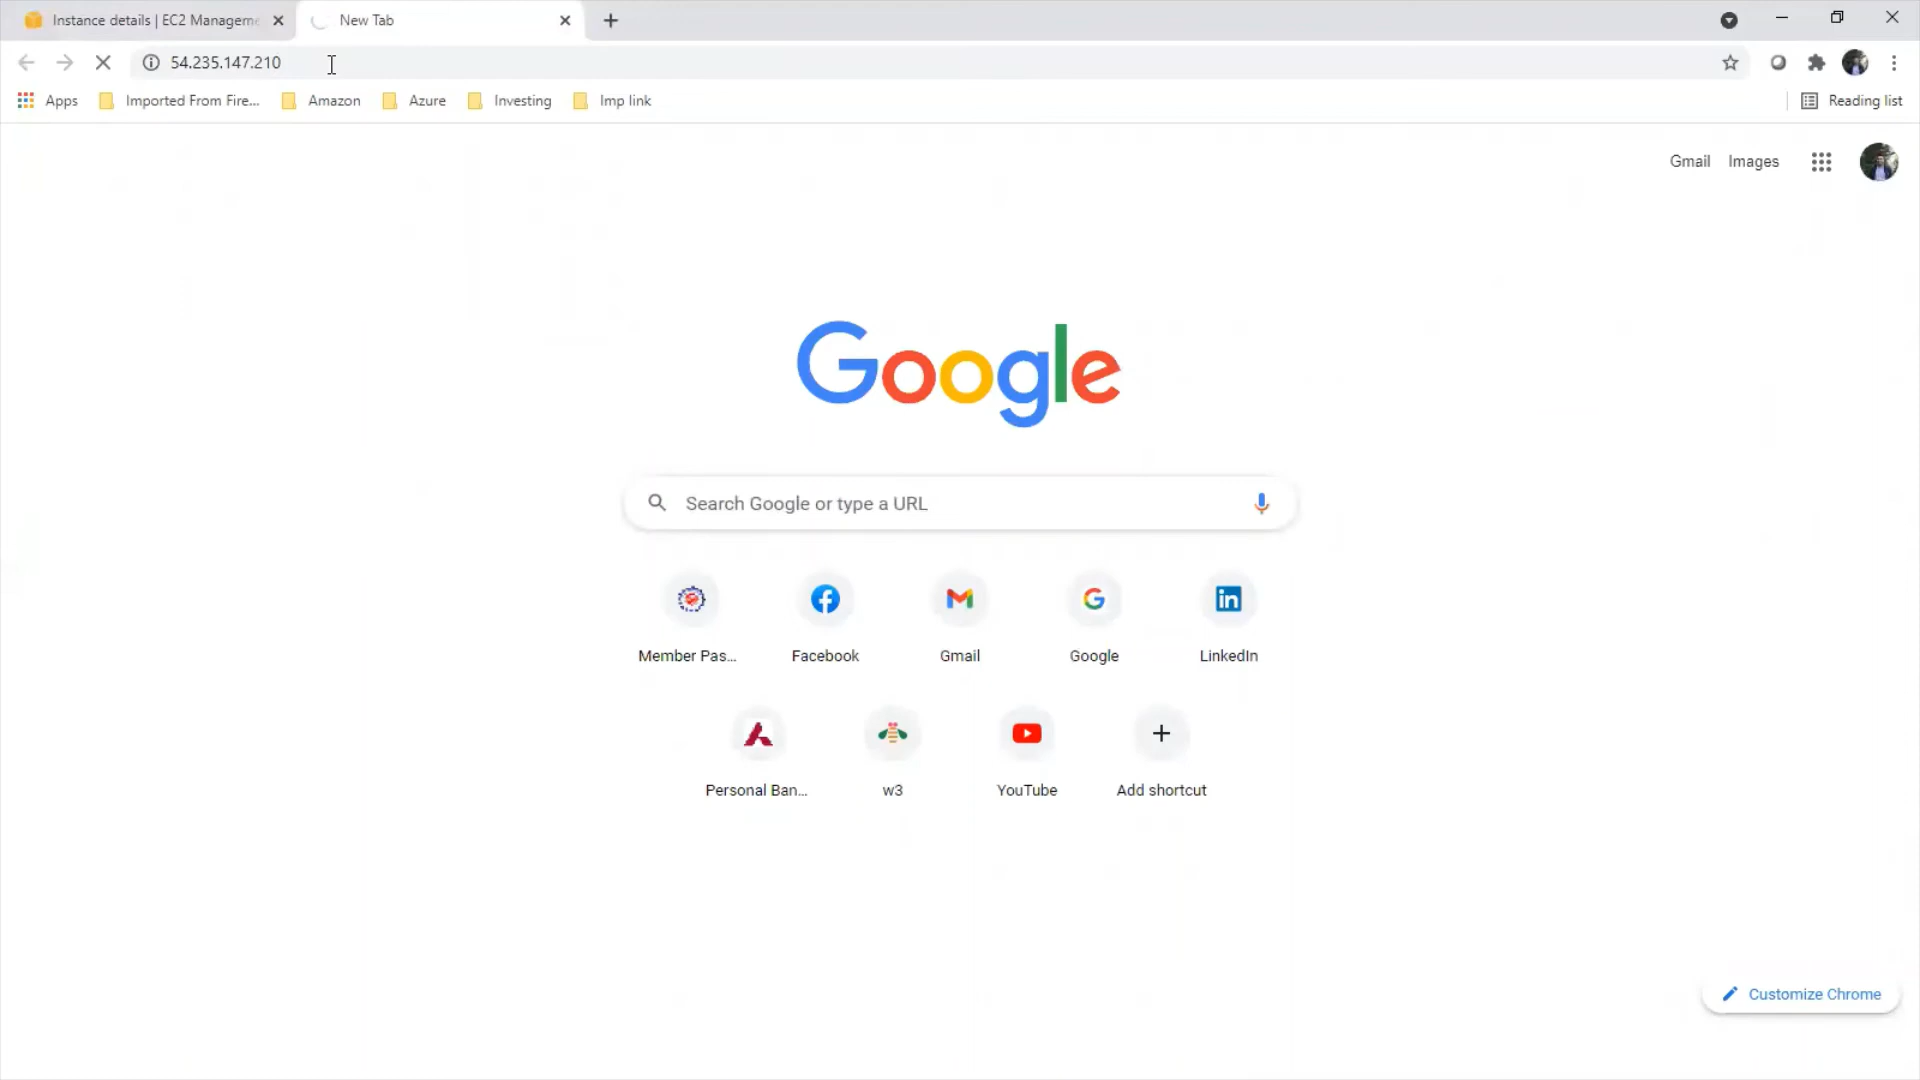 Instance details | EC2 Managem
New Tab
54.235.147.210
Apps
Imported From Fire...
Amazon
Azure
Investing
Imp link
Reading list
Gmail
Images
Google
Search Google or type a URL
Member Pas...
Facebook
Gmail
Google
LinkedIn
Personal Ban...
w3
YouTube
Add shortcut
Customize Chrome